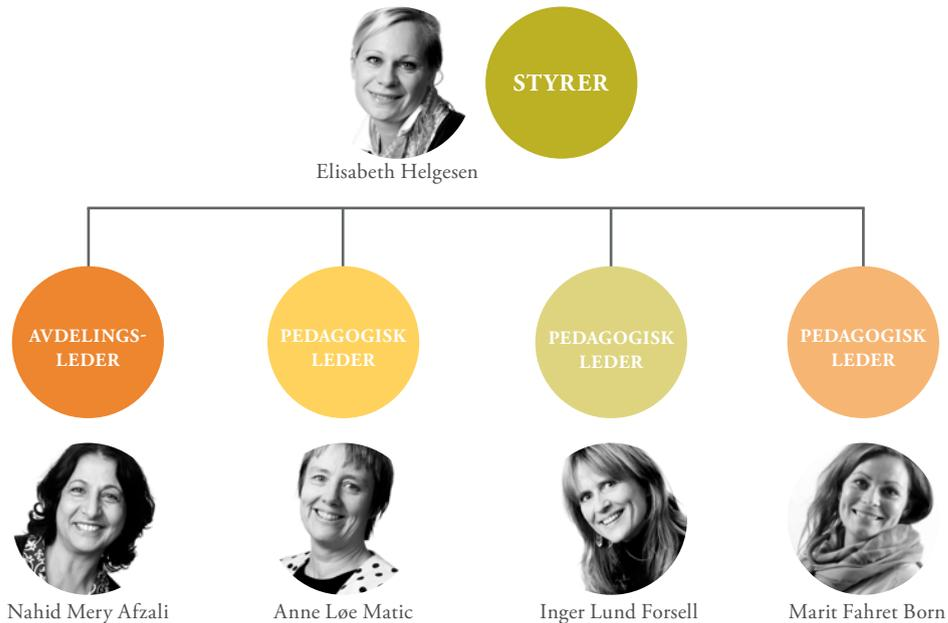 STYRER
Elisabeth Helgesen
AVDELINGS-
LEDER
PEDAGOGISK
LEDER
PEDAGOGISK
LEDER
PEDAGOGISK
LEDER
Nahid Mery Afzali
Anne Løe Matic
Inger Lund Forsell
Marit Fahret Born